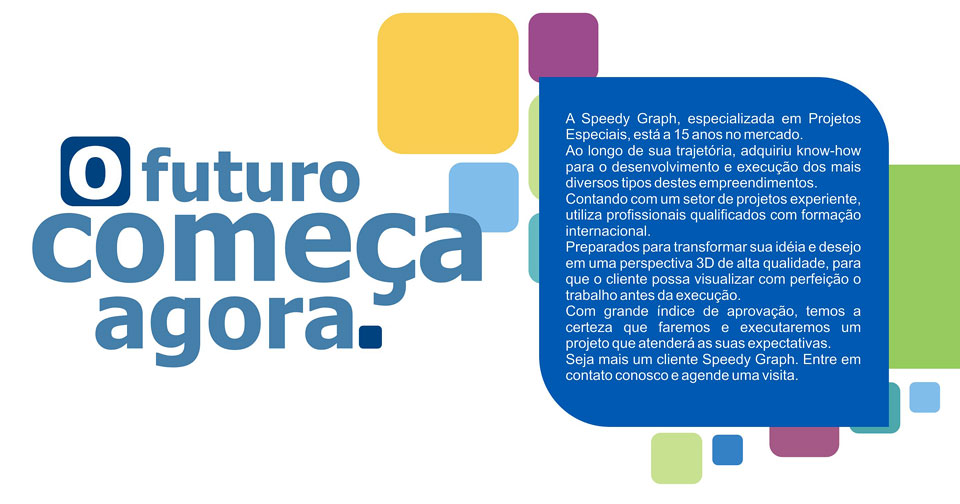 O futuro
começa
agora.
A Speedy Graph, especializada em Projetos
Especiais, está a 15 anos no mercado.
Ao longo de sua trajetória, adquiriu know-how
para o desenvolvimento e execução dos mais
diversos tipos destes empreendimentos.
Contando com um setor de projetos experiente,
utiliza profissionais qualificados com formação
internacional.
Preparados para transformar sua idéia e desejo
em uma perspectiva 3D de alta qualidade, para
que o cliente possa visualizar com perfeição o
trabalho antes da execução.
Com grande índice de aprovação, temos a
certeza que faremos e executaremos um
projeto que atenderá as suas expectativas.
Seja mais um cliente Speedy Graph. Entre em
contato conosco e agende uma visita.